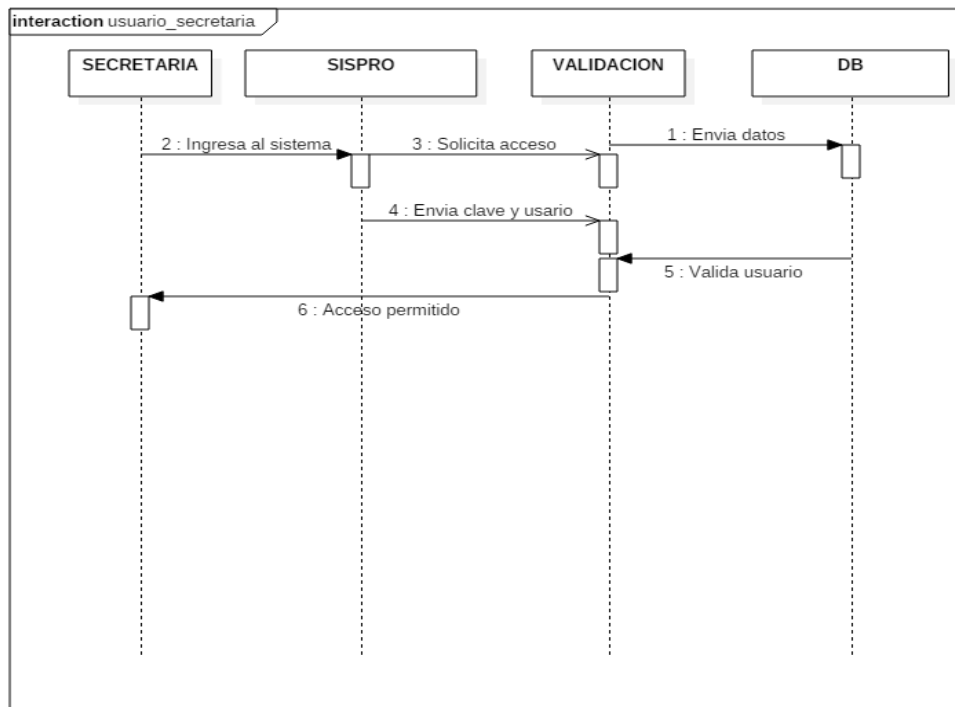 interaction usuario_secretaria
SECRETARIA
SISPRO
VALIDACION
DB
1 : Envia datos
2 : Ingresa al sistema
3 : Solicita acceso
4 : Envia clave y usario
5 : Valida usuario
6 : Acceso permitido